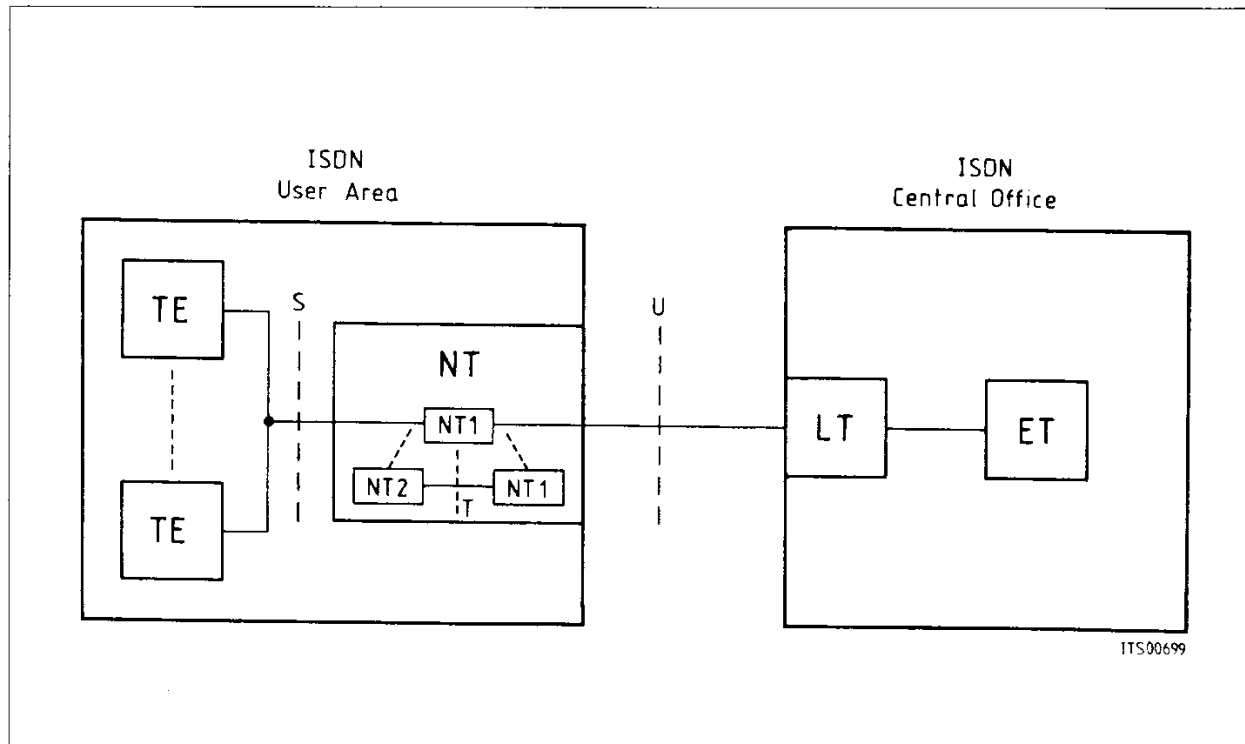 ISDN
User Area
ISDN
Central Office
TE
S
U
NT
NT1
LT
ET
TE
NT2
NT1
T
ITS00699